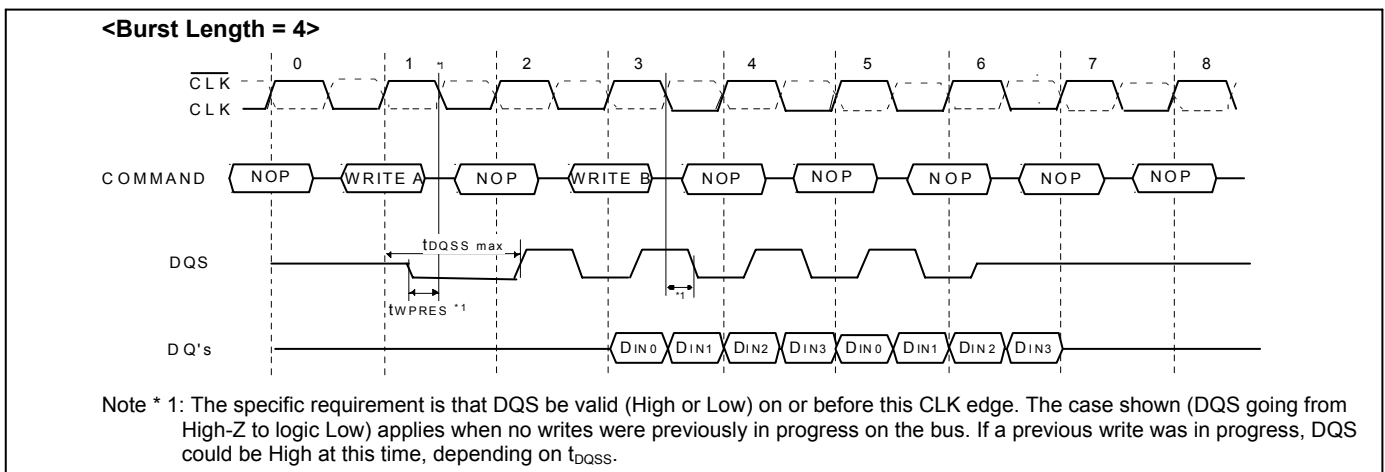 <Burst Length = 4>
0 1 *1 2 3 4 5 6 7 8
CLK
CLK
COMMAND NOP WRITE A NOP WRITE B NOP NOP NOP NOP NOP
tDQSS max
DQS
*1
tWPRES *1
DQ's DIN0 DIN1 DIN2 DIN3 DIN0 DIN1 DIN2 DIN3
Note * 1: The specific requirement is that DQS be valid (High or Low) on or before this CLK edge. The case shown (DQS going from
High-Z to logic Low) applies when no writes were previously in progress on the bus. If a previous write was in progress, DQS
could be High at this time, depending on tDQSS.